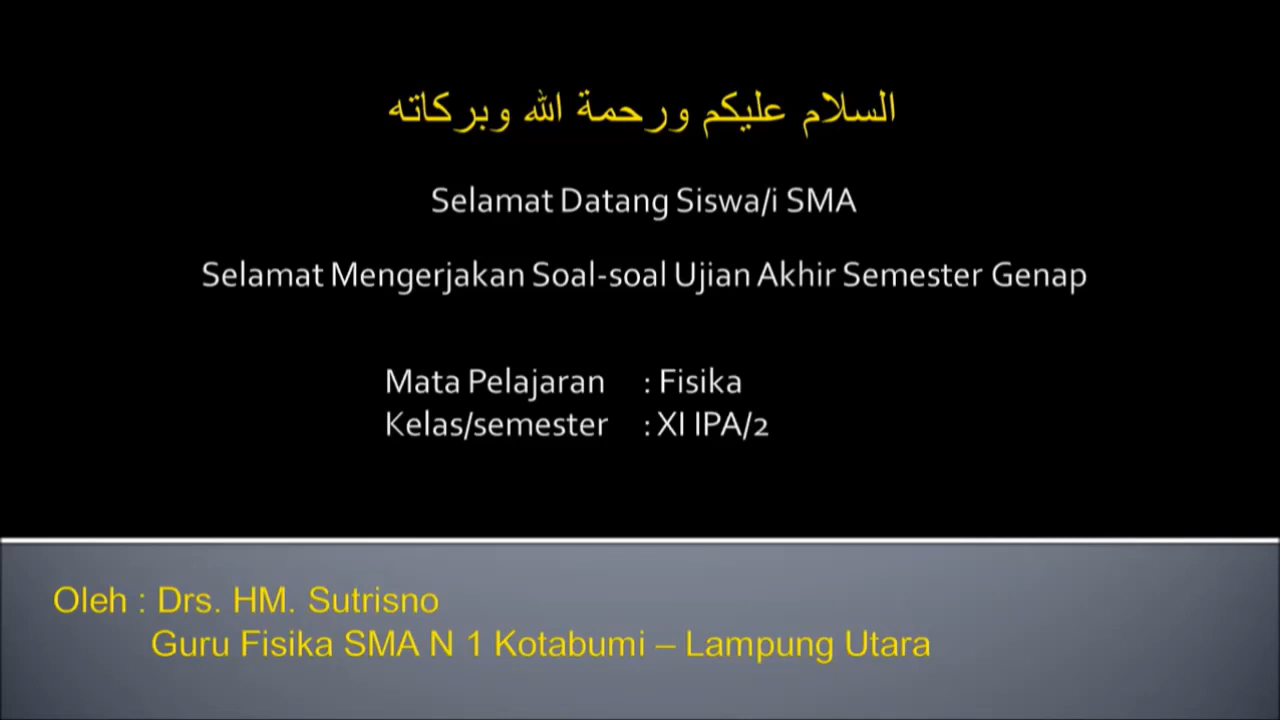 السلام عليكم ورحمة الله وبركاته
Selamat Datang Siswa/i SMA
Selamat Mengerjakan Soal-soal Ujian Akhir Semester Genap
Mata Pelajaran : Fisika
Kelas/semester : XI IPA/2
Oleh : Drs. HM. Sutrisno
Guru Fisika SMA N 1 Kotabumi – Lampung Utara